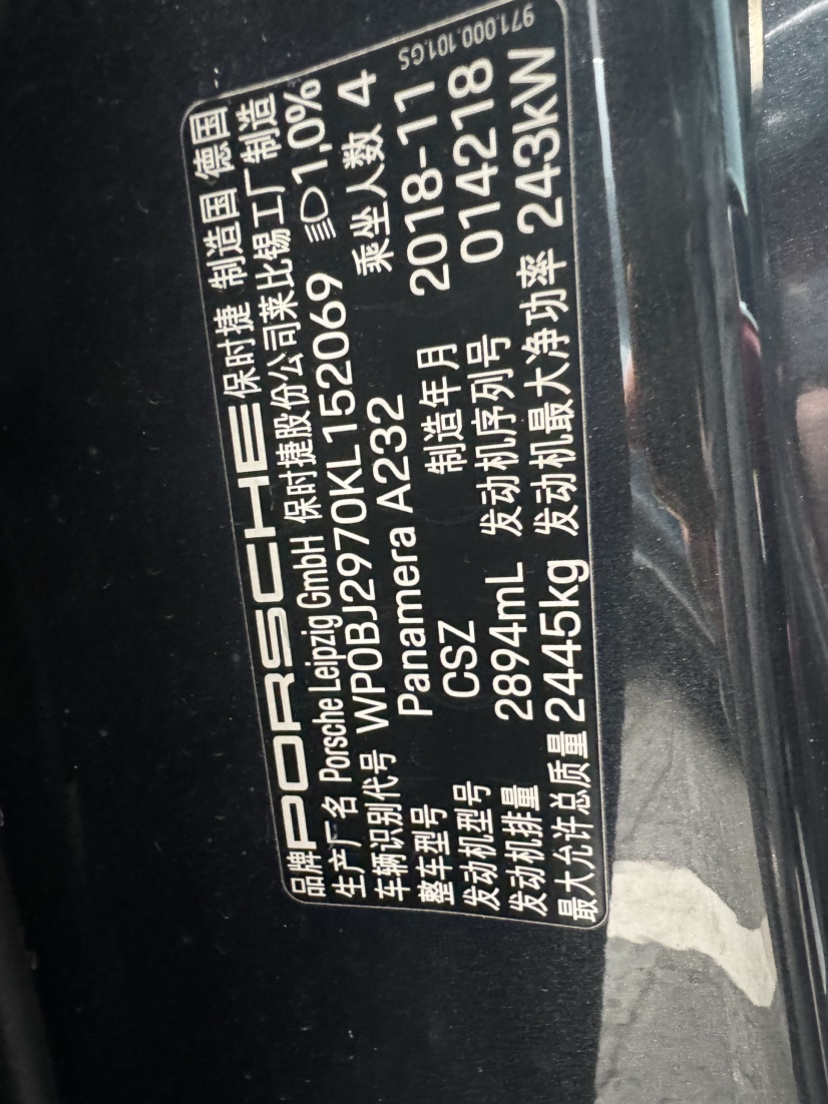 品牌 PORSCHE 保时捷 制造国 德国
生产厂名 Porsche Leipzig GmbH 保时捷股份公司莱比锡工厂制造
车辆识别代号 WP0BJ2970KL152069 1,0%
整车型号 Panamera A232 乘坐人数 4
发动机型号 CSZ 制造年月 2018-11
发动机排量 2894mL 发动机序列号 014218
最大允许总质量 2445kg 发动机最大净功率 243kW
971.000.101.GS